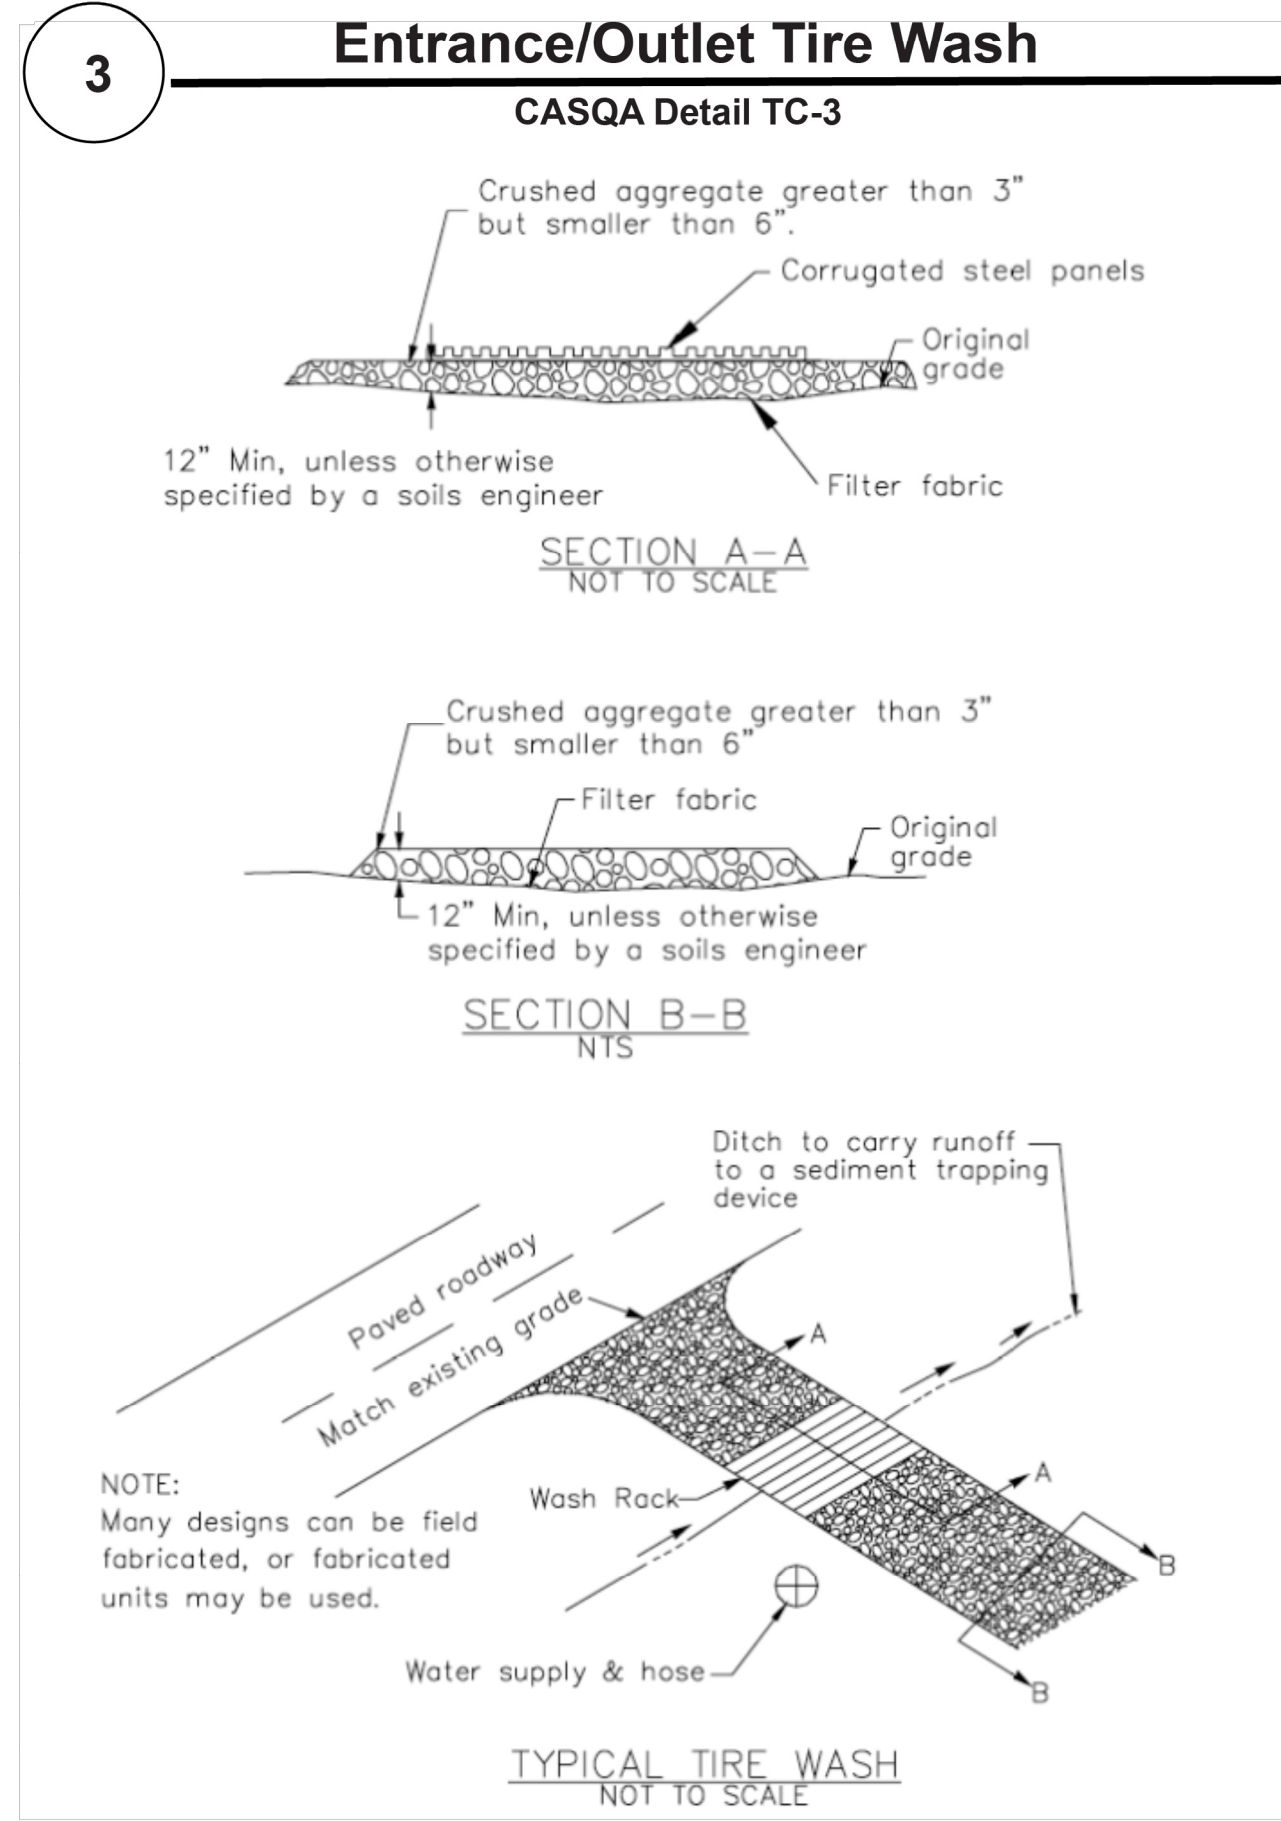 3
Entrance/Outlet Tire Wash
CASQA Detail TC-3
Crushed aggregate greater than 3"
but smaller than 6".
Corrugated steel panels
Original
grade
12" Min, unless otherwise
specified by a soils engineer
Filter fabric
SECTION A-A
NOT TO SCALE
Crushed aggregate greater than 3"
but smaller than 6"
Filter fabric
Original
grade
12" Min, unless otherwise
specified by a soils engineer
SECTION B-B
NTS
Ditch to carry runoff
to a sediment trapping
device
Paved roadway
Match existing grade
A
A
NOTE:
Many designs can be field
fabricated, or fabricated
units may be used.
Wash Rack
B
B
Water supply & hose
TYPICAL TIRE WASH
NOT TO SCALE